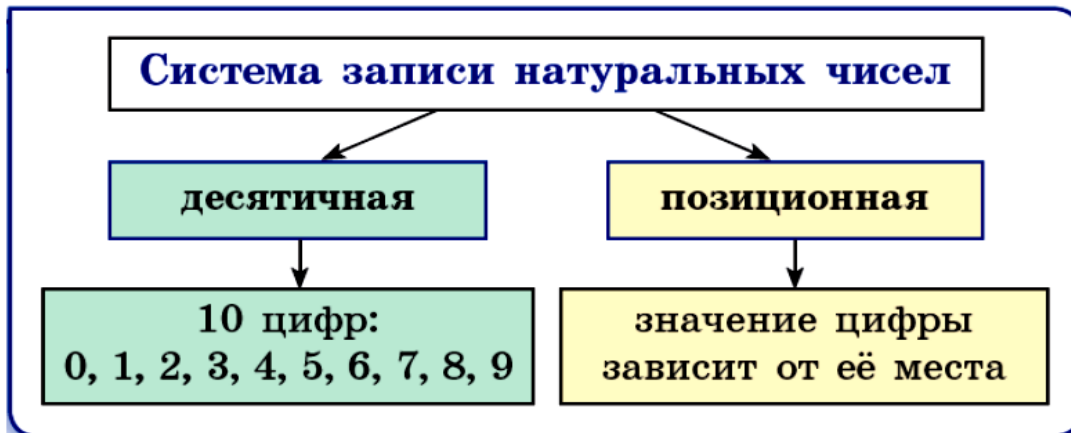 Система записи натуральных чисел
десятичная
позиционная
10 цифр:
0, 1, 2, 3, 4, 5, 6, 7, 8, 9
значение цифры
зависит от её места